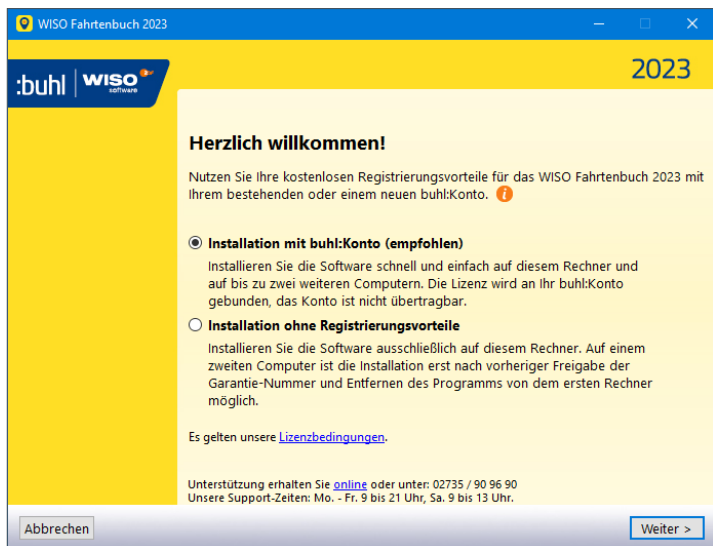 WISO Fahrtenbuch 2023
:buhl WISO software
2023
Herzlich willkommen!
Nutzen Sie Ihre kostenlosen Registrierungsvorteile für das WISO Fahrtenbuch 2023 mit
Ihrem bestehenden oder einem neuen buhl:Konto. i
Installation mit buhl:Konto (empfohlen)
Installieren Sie die Software schnell und einfach auf diesem Rechner und
auf bis zu zwei weiteren Computern. Die Lizenz wird an Ihr buhl:Konto
gebunden, das Konto ist nicht übertragbar.
Installation ohne Registrierungsvorteile
Installieren Sie die Software ausschließlich auf diesem Rechner. Auf einem
zweiten Computer ist die Installation erst nach vorheriger Freigabe der
Garantie-Nummer und Entfernen des Programms von dem ersten Rechner
möglich.
Es gelten unsere Lizenzbedingungen.
Unterstützung erhalten Sie online oder unter: 02735 / 90 96 90
Unsere Support-Zeiten: Mo. - Fr. 9 bis 21 Uhr, Sa. 9 bis 13 Uhr.
Abbrechen
Weiter >